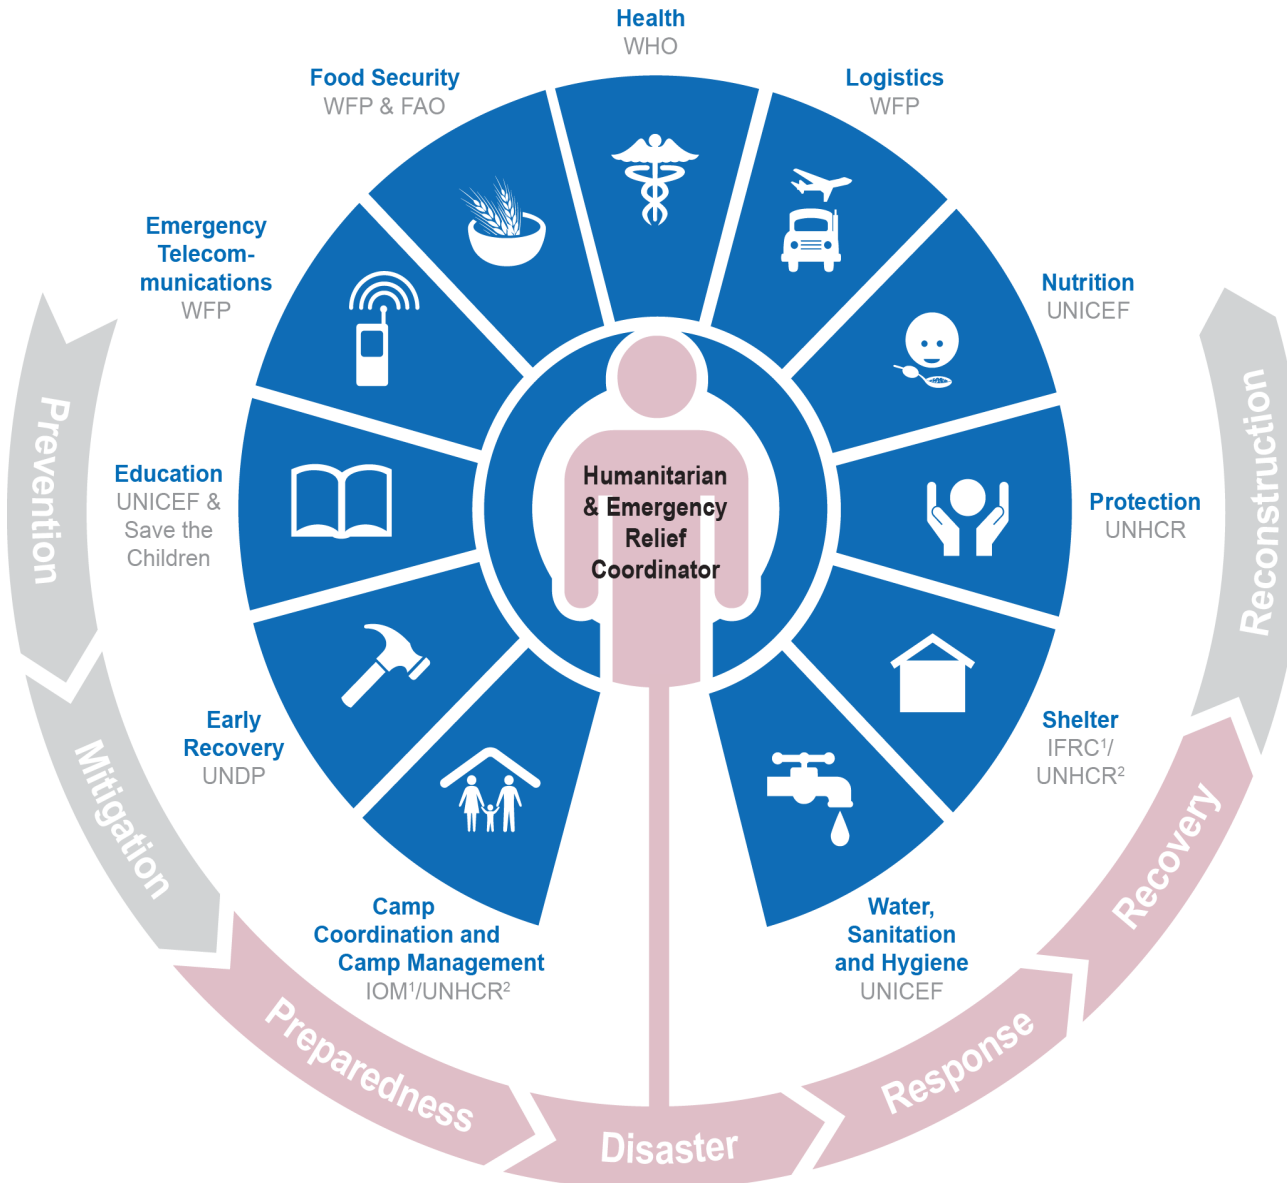 Health
WHO
Food Security
WFP & FAO
Logistics
WFP
Emergency
Telecom-
munications
WFP
Nutrition
UNICEF
Education
UNICEF &
Save the
Children
Protection
UNHCR
Humanitarian
& Emergency
Relief
Coordinator
Early
Recovery
UNDP
Shelter
IFRC¹/
UNHCR²
Camp
Coordination and
Camp Management
IOM¹/UNHCR²
Water,
Sanitation
and Hygiene
UNICEF
Prevention
Mitigation
Preparedness
Disaster
Response
Recovery
Reconstruction